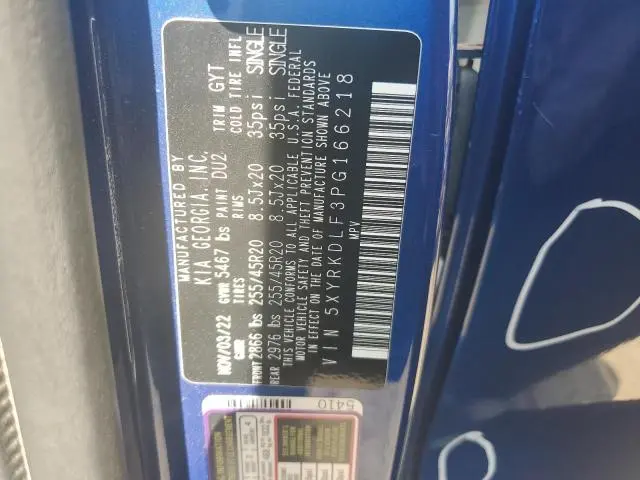 MANUFACTURED BY
KIA GEORGIA, INC.
NOV/03/22 GVWR 5467 lbs PAINT DU2 TRIM GYT
GAWR TIRES RIMS COLD TIRE INFL
FRONT 2866 lbs 255/45R20 8.5Jx20 35psi SINGLE
REAR 2976 lbs 255/45R20 8.5Jx20 35psi SINGLE
THIS VEHICLE CONFORMS TO ALL APPLICABLE U.S.A. FEDERAL
MOTOR VEHICLE SAFETY AND THEFT PREVENTION STANDARDS
IN EFFECT ON THE DATE OF MANUFACTURE SHOWN ABOVE
VIN 5XYRKDLF3PG166218
MPV
5410